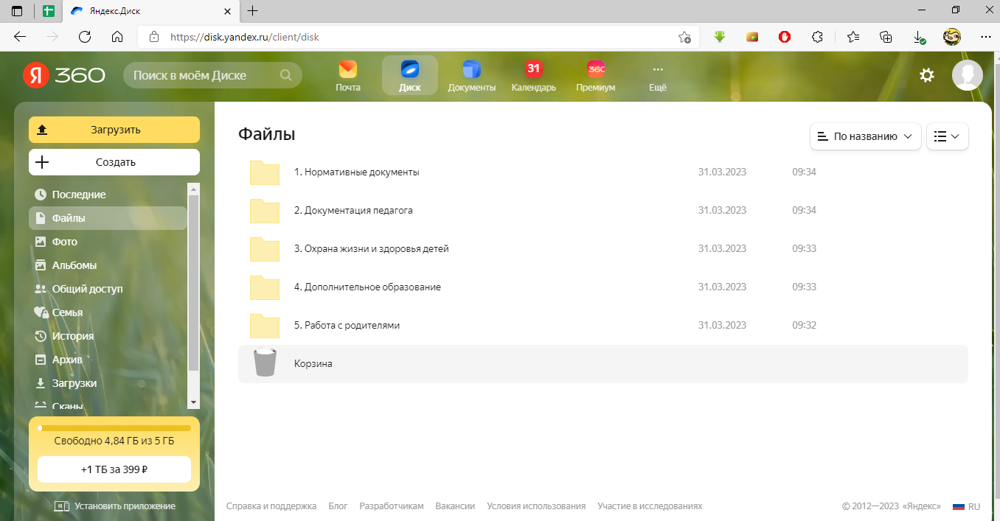 Яндекс.Диск
https://disk.yandex.ru/client/disk
Я 360
Поиск в моём Диске
Почта
Диск
Документы
31
Календарь
360
Премиум
Ещё
Загрузить
Создать
Последние
Файлы
Фото
Альбомы
Общий доступ
Семья
История
Архив
Загрузки
Сканы
Свободно 4,84 ГБ из 5 ГБ
+1 ТБ за 399 ₽
Установить приложение
Файлы
По названию
1. Нормативные документы 31.03.2023 09:34
2. Документация педагога 31.03.2023 09:34
3. Охрана жизни и здоровья детей 31.03.2023 09:33
4. Дополнительное образование 31.03.2023 09:33
5. Работа с родителями 31.03.2023 09:32
Корзина
Справка и поддержка Блог Разработчикам Вакансии Условия использования Участие в исследованиях © 2012—2023 «Яндекс» RU